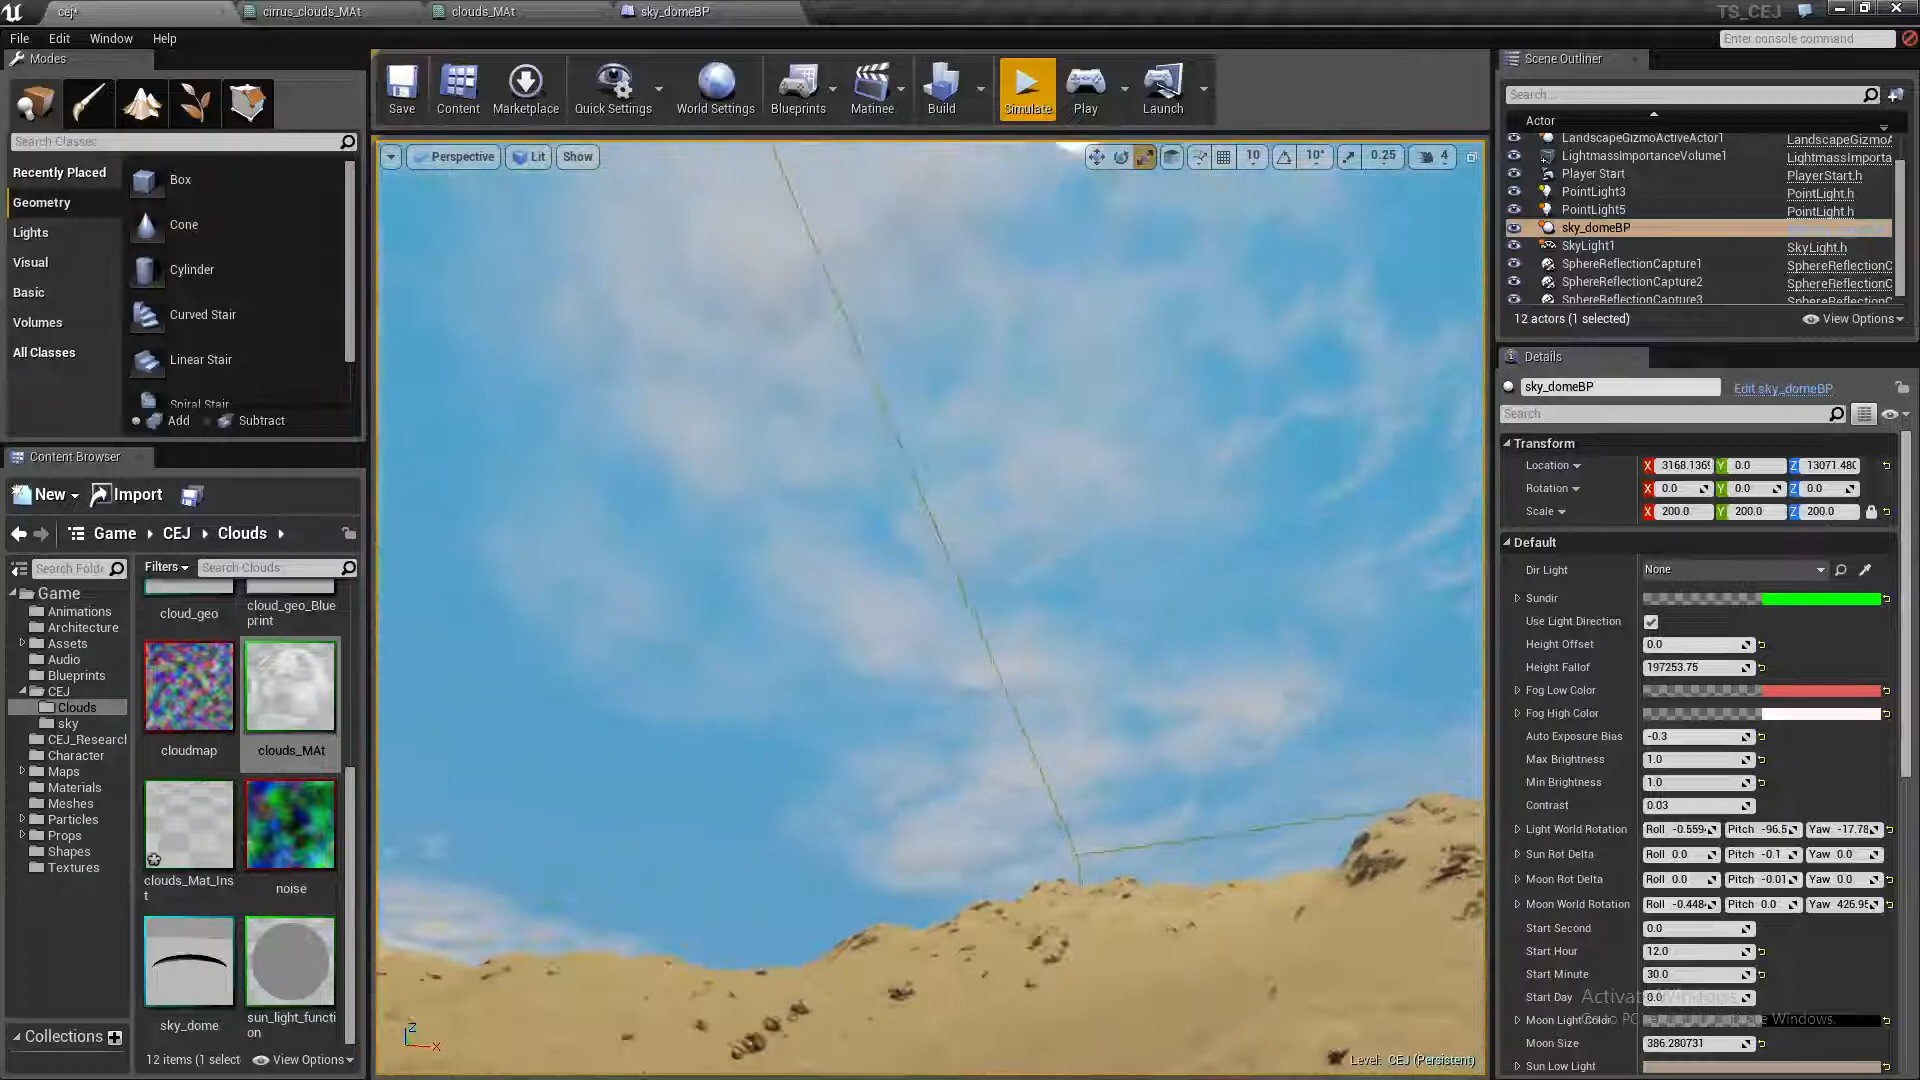 cej*
cirrus_clouds_MAt
clouds_MAt
sky_domeBP
TS_CEJ
File Edit Window Help
Enter console command
Modes
Search Classes
Recently Placed
Geometry
Lights
Visual
Basic
Volumes
All Classes
Box
Cone
Cylinder
Curved Stair
Linear Stair
Spiral Stair
Add Subtract
Save
Content
Marketplace
Quick Settings
World Settings
Blueprints
Matinee
Build
Simulate
Play
Launch
Perspective Lit Show
10 10° 0.25 4
Level: CEJ (Persistent)
Z
X
Content Browser
New Import
Game CEJ Clouds
Filters Search Clouds
Game
Animations
Architecture
Assets
Audio
Blueprints
CEJ
Clouds
sky
CEJ_Research
Character
Maps
Materials
Meshes
Particles
Props
Shapes
Textures
Collections
cloud_geo
cloud_geo_Blue
print
cloudmap
clouds_MAt
clouds_Mat_Ins
t
noise
sky_dome
sun_light_functi
on
12 items (1 select View Options
Scene Outliner
Search...
Actor
LandscapeGizmoActiveActor1
LightmassImportanceVolume1 LightmassImporta
Player Start PlayerStart.h
PointLight3 PointLight.h
PointLight5 PointLight.h
sky_domeBP
SkyLight1 SkyLight.h
SphereReflectionCapture1 SphereReflectionC
SphereReflectionCapture2 SphereReflectionC
SphereReflectionCapture3 SphereReflectionC
12 actors (1 selected) View Options
Details
sky_domeBP Edit sky_domeBP
Search
Transform
Location X 3168.136 Y 0.0 Z 13071.480
Rotation X 0.0 Y 0.0 Z 0.0
Scale X 200.0 Y 200.0 Z 200.0
Default
Dir Light None
Sundir
Use Light Direction
Height Offset 0.0
Height Fallof 197253.75
Fog Low Color
Fog High Color
Auto Exposure Bias -0.3
Max Brightness 1.0
Min Brightness 1.0
Contrast 0.03
Light World Rotation Roll -0.559 Pitch -96.5 Yaw -17.78
Sun Rot Delta Roll 0.0 Pitch -0.1 Yaw 0.0
Moon Rot Delta Roll 0.0 Pitch -0.01 Yaw 0.0
Moon World Rotation Roll -0.448 Pitch 0.0 Yaw 426.95
Start Second 0.0
Start Hour 12.0
Start Minute 30.0
Start Day 0.0
Moon Light Color
Moon Size 386.280731
Sun Low Light
Activate Windows
Windows.